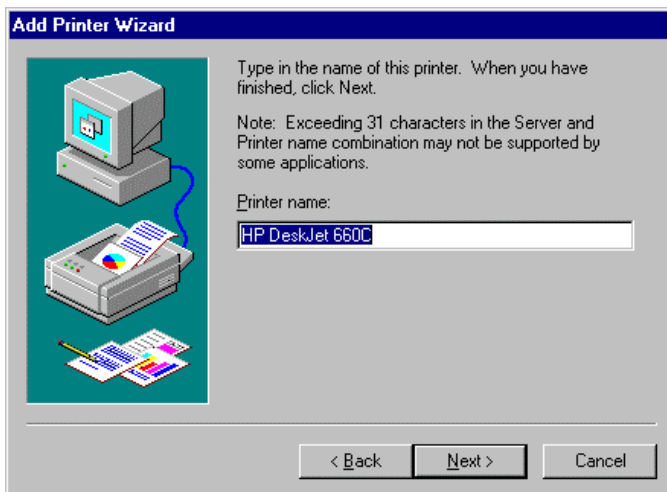 Add Printer Wizard
Type in the name of this printer.  When you have
finished, click Next.
Note:  Exceeding 31 characters in the Server and
Printer name combination may not be supported by
some applications.
Printer name:
HP DeskJet 660C
< Back
Next >
Cancel